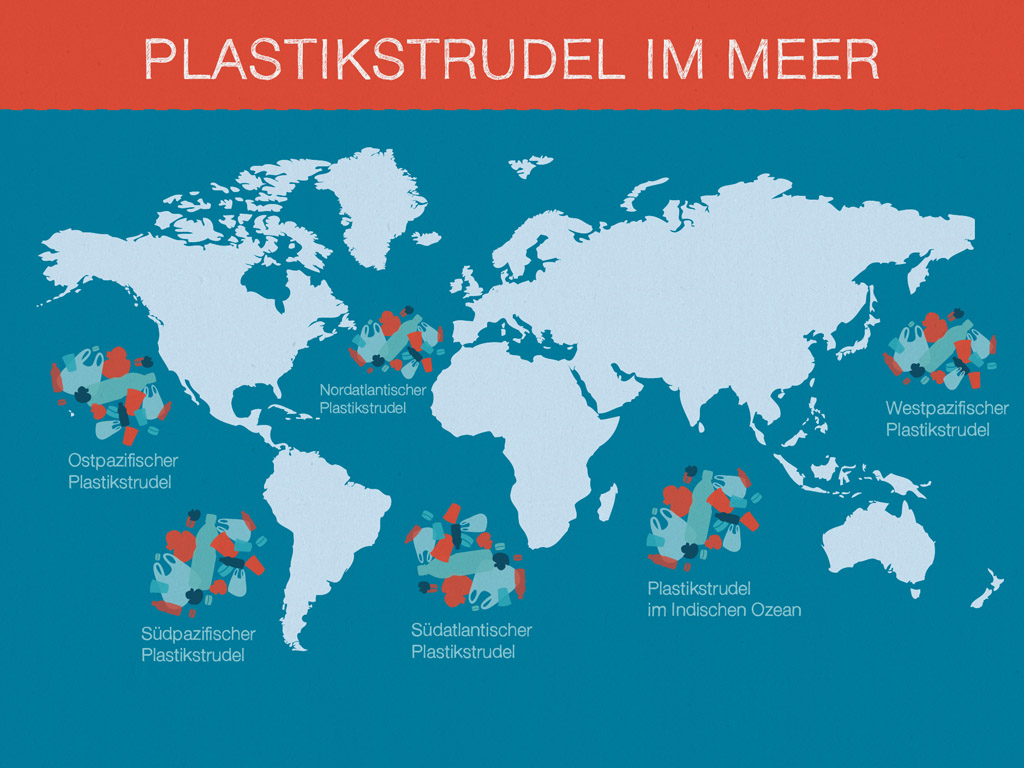 PLASTIKSTRUDEL IM MEER
Nordatlantischer
Plastikstrudel
Westpazifischer
Plastikstrudel
Ostpazifischer
Plastikstrudel
Plastikstrudel
im Indischen Ozean
Südpazifischer
Plastikstrudel
Südatlantischer
Plastikstrudel